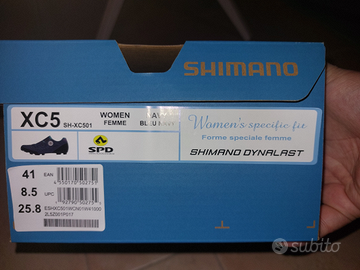 SHIMANO
XC5
SH-XC501
WOMEN
FEMME
Women's specific fit
Forme speciale femme
SPD
SHIMANO DYNALAST
41
EAN
8.5
UPC
25.8
subito